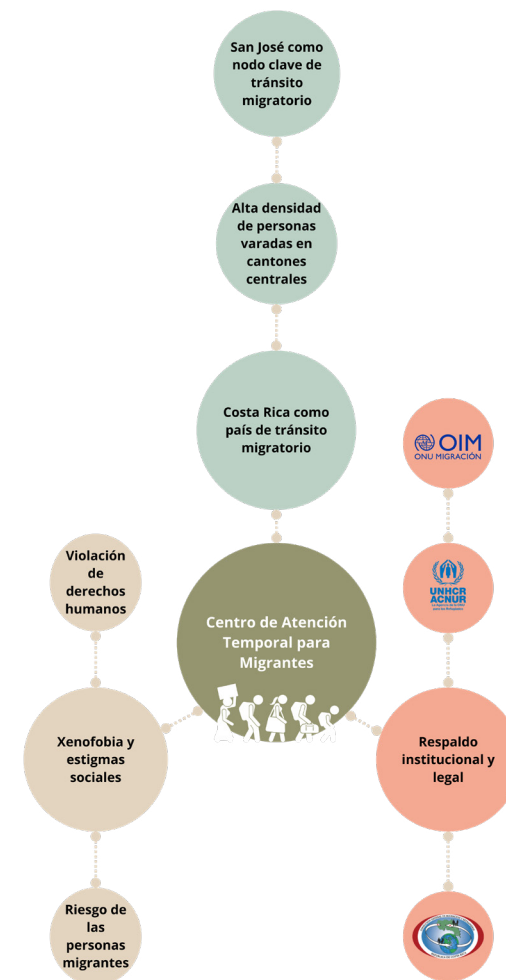 San José como
nodo clave de
tránsito
migratorio
Alta densidad
de personas
varadas en
cantones
centrales
Costa Rica como
país de tránsito
migratorio
OIM
ONU MIGRACIÓN
Violación
de
derechos
humanos
UNHCR
ACNUR
Centro de Atención
Temporal para
Migrantes
Xenofobia y
estigmas
sociales
Respaldo
institucional y
legal
Riesgo de
las
personas
migrantes